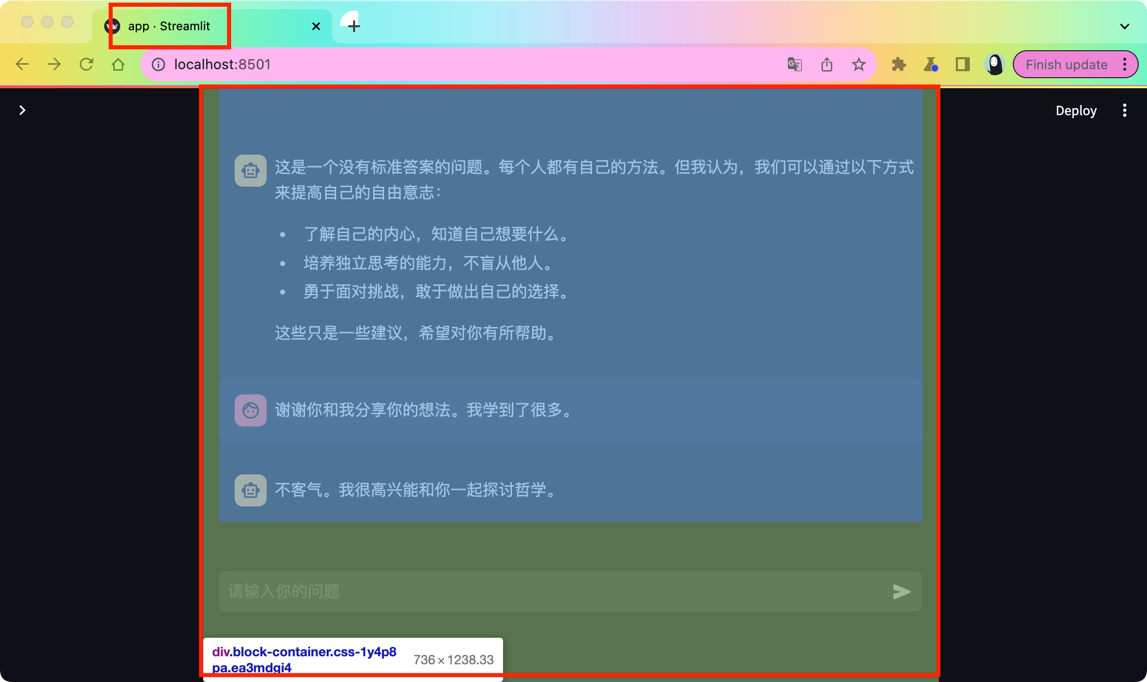 app · Streamlit
localhost:8501
Finish update
Deploy
这是一个没有标准答案的问题。每个人都有自己的方法。但我认为，我们可以通过以下方式
来提高自己的自由意志：
• 了解自己的内心，知道自己想要什么。
• 培养独立思考的能力，不盲从他人。
• 勇于面对挑战，敢于做出自己的选择。
这些只是一些建议，希望对你有所帮助。
谢谢你和我分享你的想法。我学到了很多。
不客气。我很高兴能和你一起探讨哲学。
请输入你的问题
div.block-container.css-1y4p8
pa.ea3mdgi4
736×1238.33